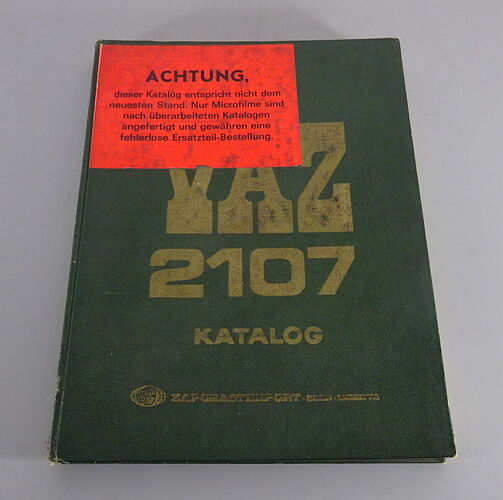 ACHTUNG,
dieser Katalog entspricht nicht dem
neuesten Stand. Nur Microfilme sind
nach überarbeiteten Katalogen
angefertigt und gewähren eine
fehlerlose Ersatzteil-Bestellung.
VAZ
2107
KATALOG